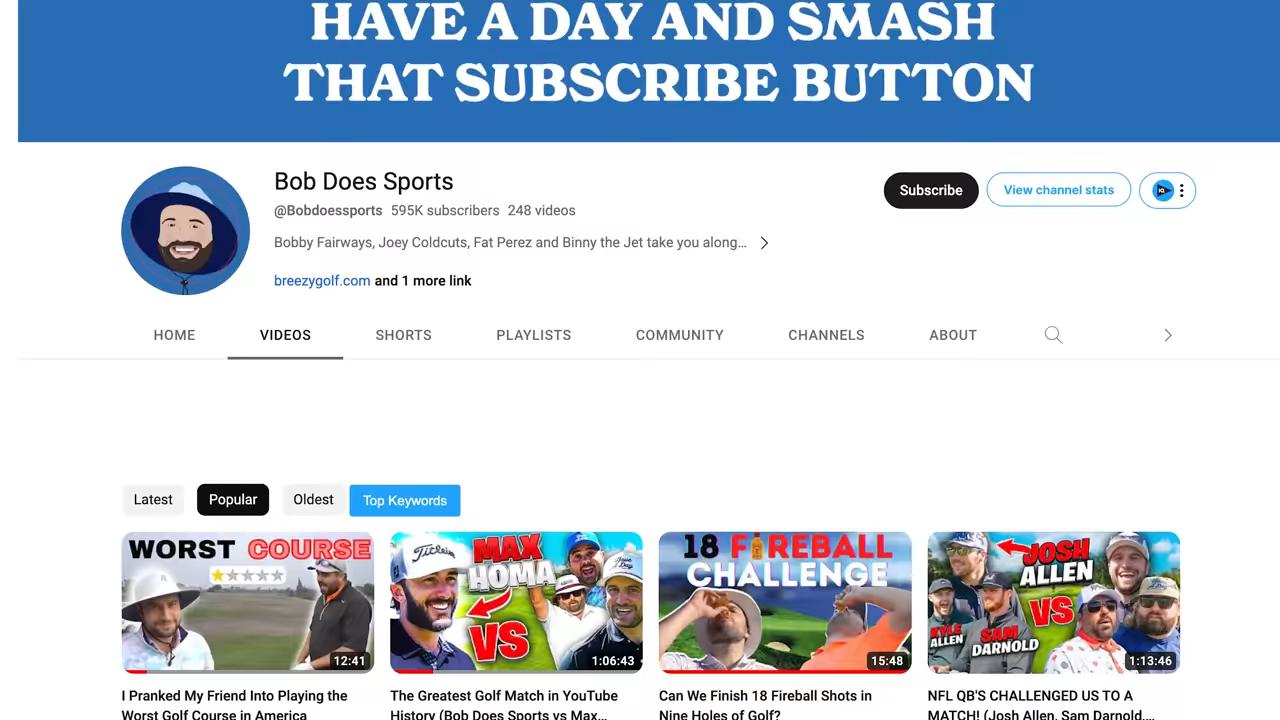 HAVE A DAY AND SMASH
THAT SUBSCRIBE BUTTON
Bob Does Sports
@Bobdoessports 595K subscribers 248 videos
Bobby Fairways, Joey Coldcuts, Fat Perez and Binny the Jet take you along...
breezygolf.com and 1 more link
Subscribe
View channel stats
HOME VIDEOS SHORTS PLAYLISTS COMMUNITY CHANNELS ABOUT
Latest Popular Oldest Top Keywords
WORST COURSE
12:41
I Pranked My Friend Into Playing the
Worst Golf Course in America
Titleist
MAX
HOMA
VS
1:06:43
The Greatest Golf Match in YouTube
History (Bob Does Sports vs Max...
18 FIREBALL
CHALLENGE
15:48
Can We Finish 18 Fireball Shots in
Nine Holes of Golf?
JOSH
ALLEN
VS
KYLE
ALLEN
SAM
DARNOLD
1:13:46
NFL QB'S CHALLENGED US TO A
MATCH! (Josh Allen, Sam Darnold,...